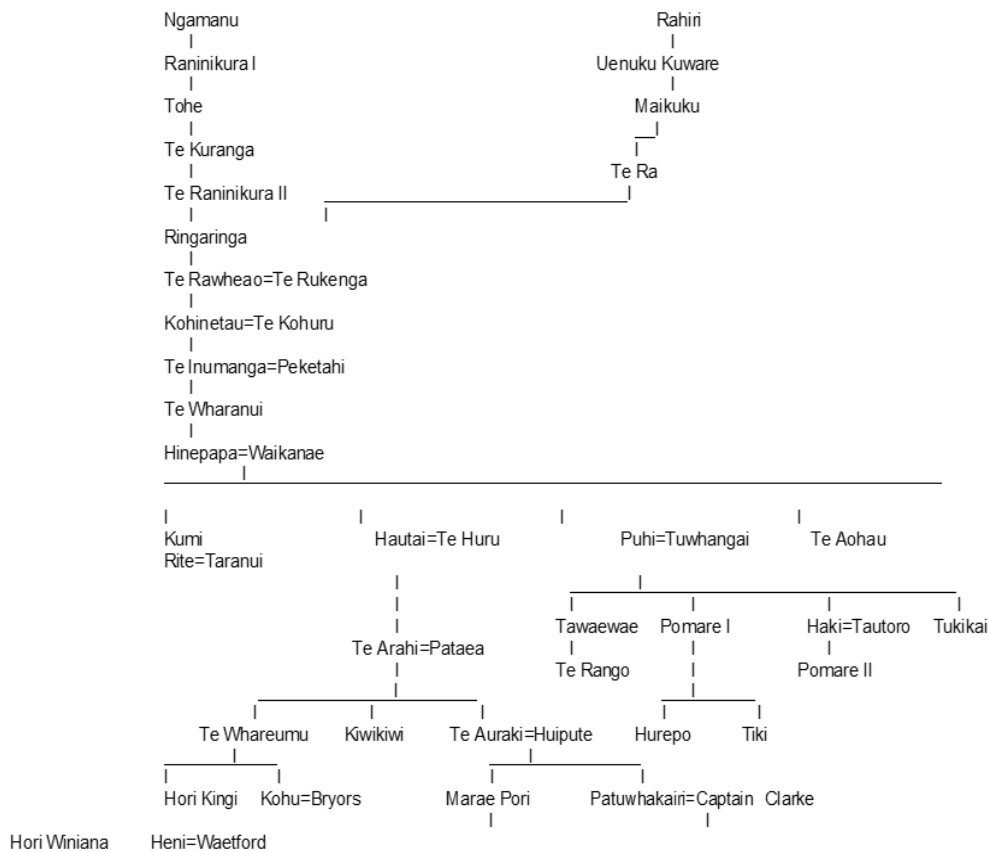 Ngamanu Rahiri
Raninikura I Uenuku Kuware
Tohe Maikuku
Te Kuranga
Te Ra
Te Raninikura II
Ringaringa
Te Rawheao=Te Rukenga
Kohinetau=Te Kohuru
Te Inumanga=Peketahi
Te Wharanui
Hinepapa=Waikanae
Kumi Hautai=Te Huru Puhi=Tuwhangai Te Aohau
Rite=Taranui
Tawaewae Pomare I Haki=Tautoro Tukikai
Te Arahi=Pataea
Te Rango Pomare II
Te Whareumu Kiwikiwi Te Auraki=Huipute Hurepo Tiki
Hori Kingi Kohu=Bryors Marae Pori Patuwhakairi=Captain Clarke
Hori Winiana Heni=Waetford